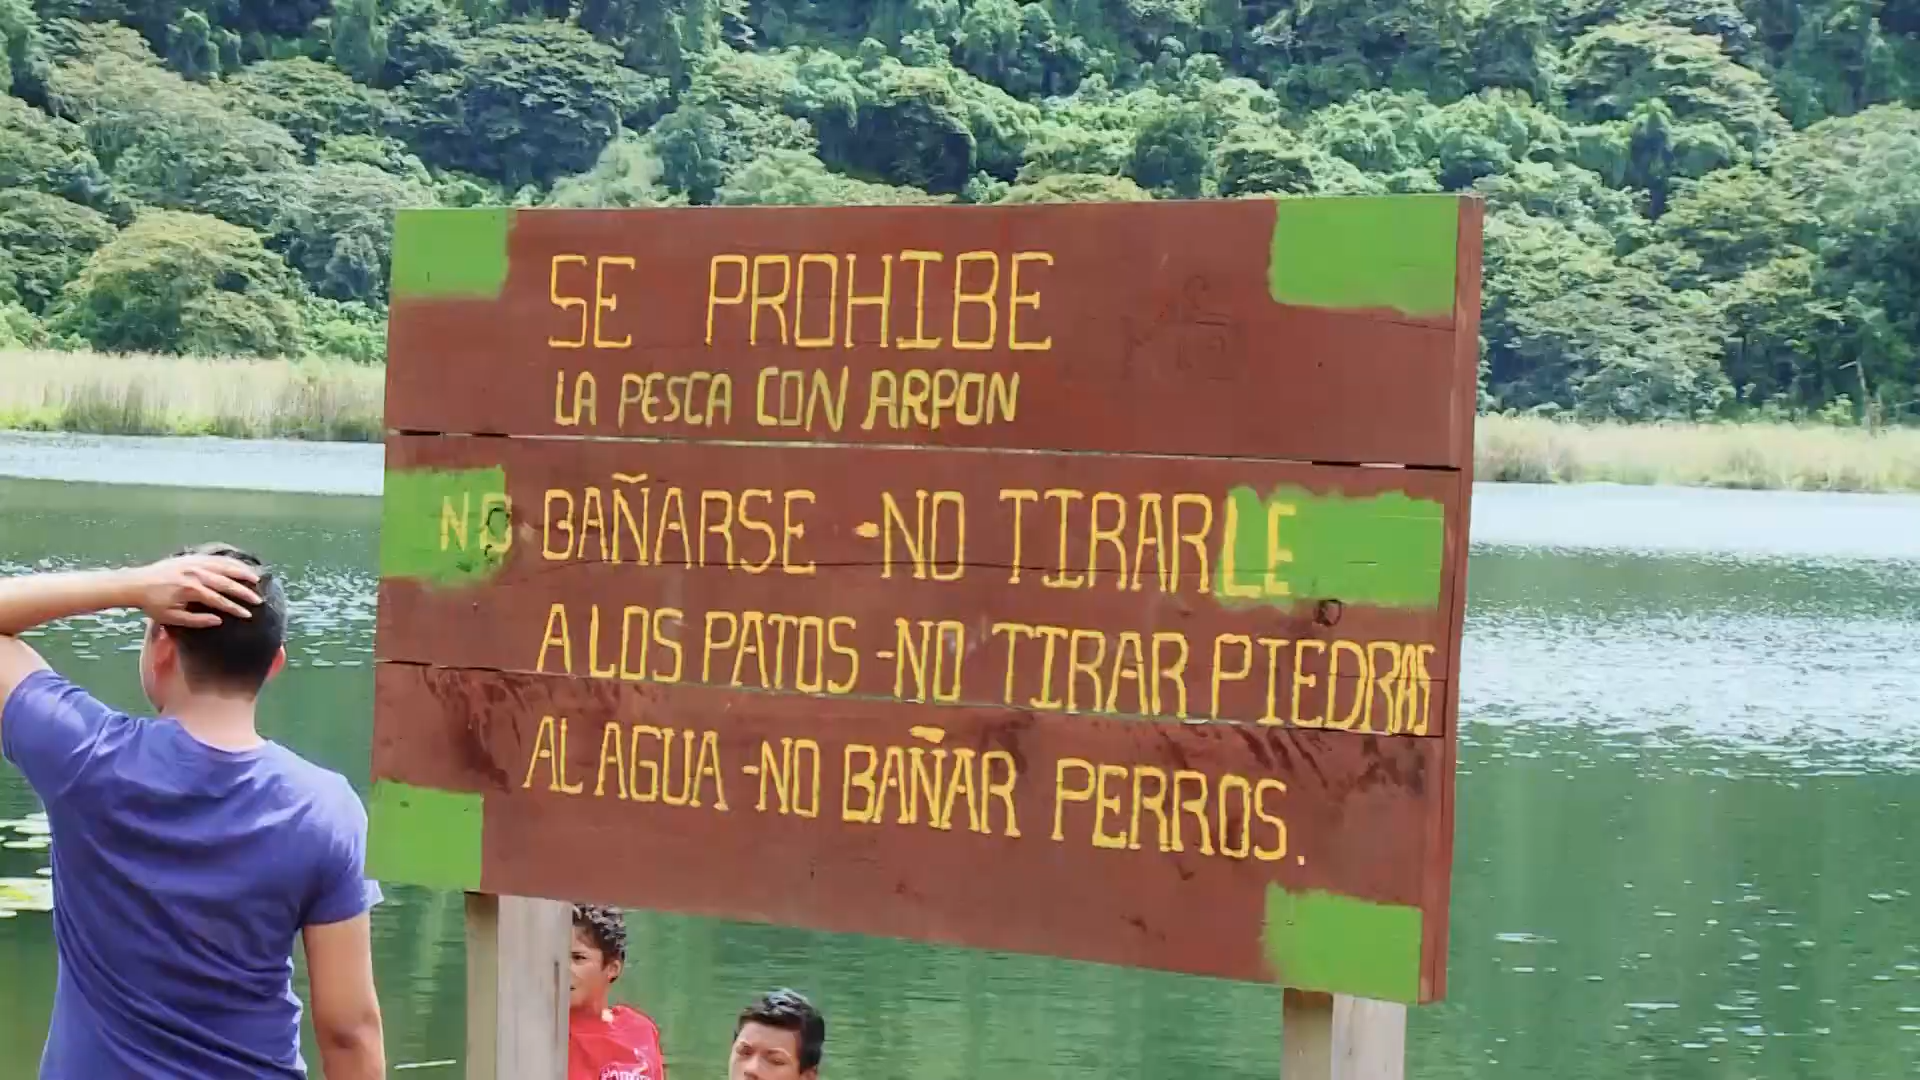 SE PROHIBE
LA PESCA CON ARPON
NO BAÑARSE -NO TIRARLE
A LOS PATOS -NO TIRAR PIEDRAS
AL AGUA -NO BAÑAR PERROS.